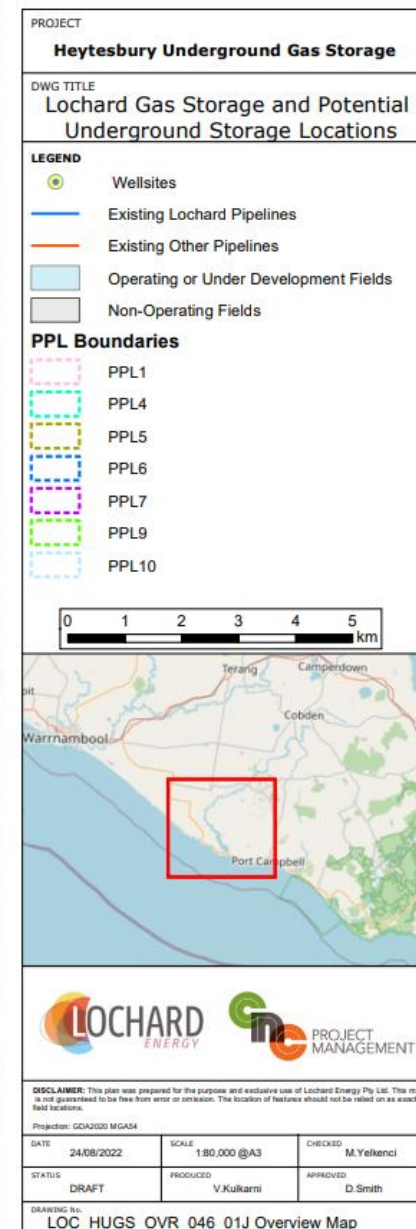 PROJECT
Heytesbury Underground Gas Storage
DWG TITLE
Lochard Gas Storage and Potential
Underground Storage Locations
LEGEND
Wellsites
Existing Lochard Pipelines
Existing Other Pipelines
Operating or Under Development Fields
Non-Operating Fields
PPL Boundaries
PPL1
PPL4
PPL5
PPL6
PPL7
PPL9
PPL10
0 1 2 3 4 5
km
Terang Camperdown
Cobden
Warrnambool
Port Campbell
LOCHARD
ENERGY
cnc PROJECT
MANAGEMENT
DISCLAIMER: This plan was prepared for the purpose and exclusive use of Lochard Energy Pty Ltd. This m
is not guaranteed to be free from error or omission. The location of features should not be relied on as exact
field locations.
Projection: GDA2020 MGA54
DATE SCALE CHECKED
24/08/2022 1:80,000 @A3 M.Yelkenci
STATUS PRODUCED APPROVED
DRAFT V.Kulkarni D.Smith
DRAWING No.
LOC_HUGS_OVR_046_01J Overview Map